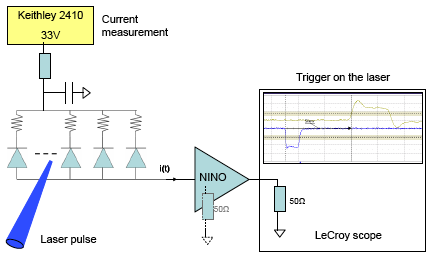 Keithley 2410
33V
Current
measurement
Trigger on the laser
i(t)
NINO
50Ω
50Ω
Laser pulse
LeCroy scope